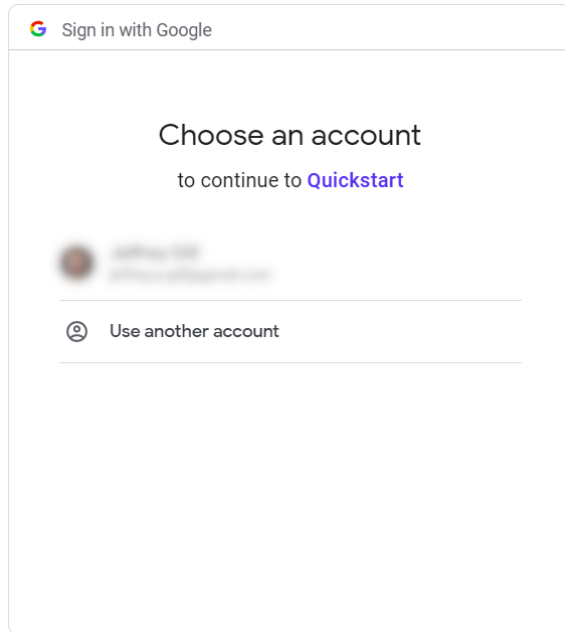 Sign in with Google
Choose an account
to continue to Quickstart
Use another account